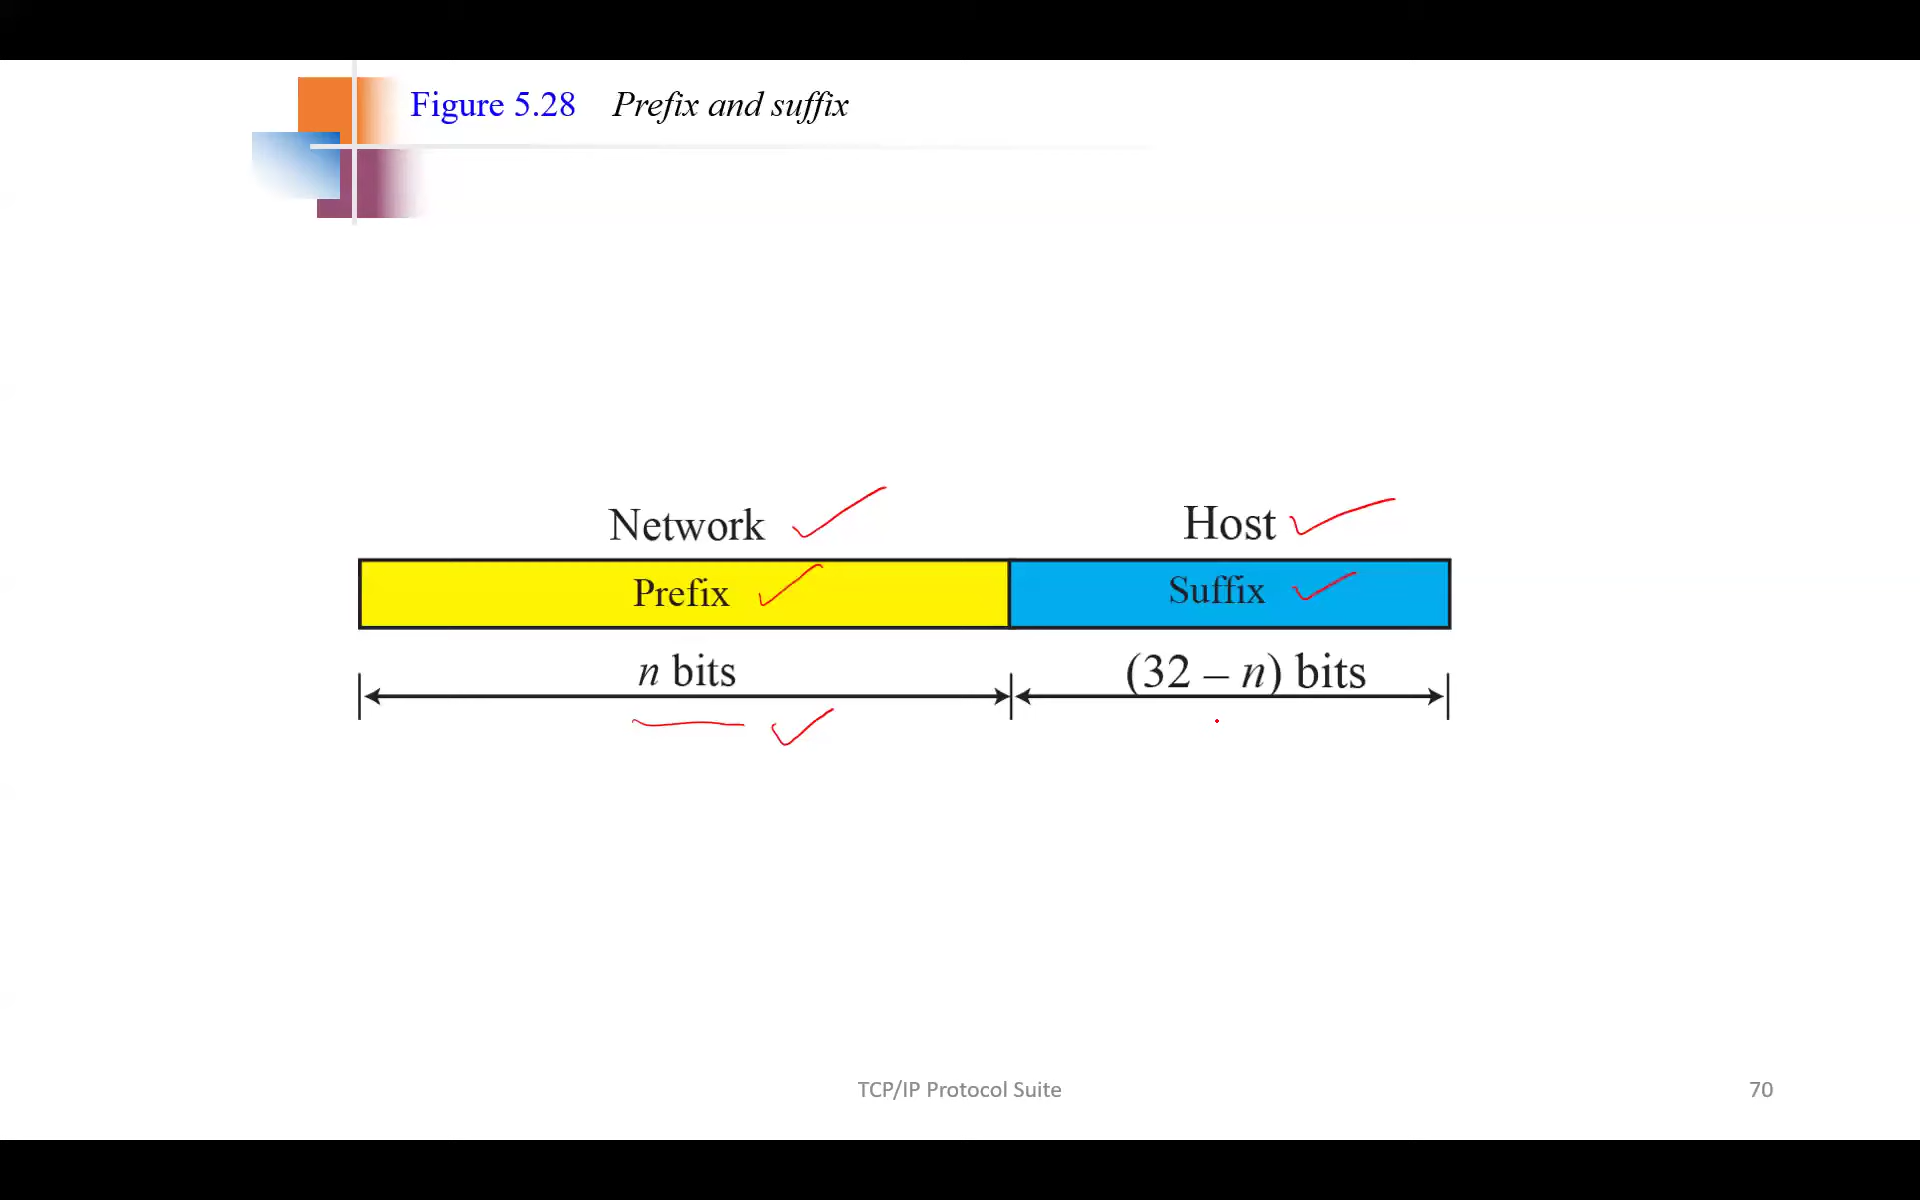 Figure 5.28 Prefix and suffix
Network Host
Prefix Suffix
n bits (32 – n) bits
TCP/IP Protocol Suite 70